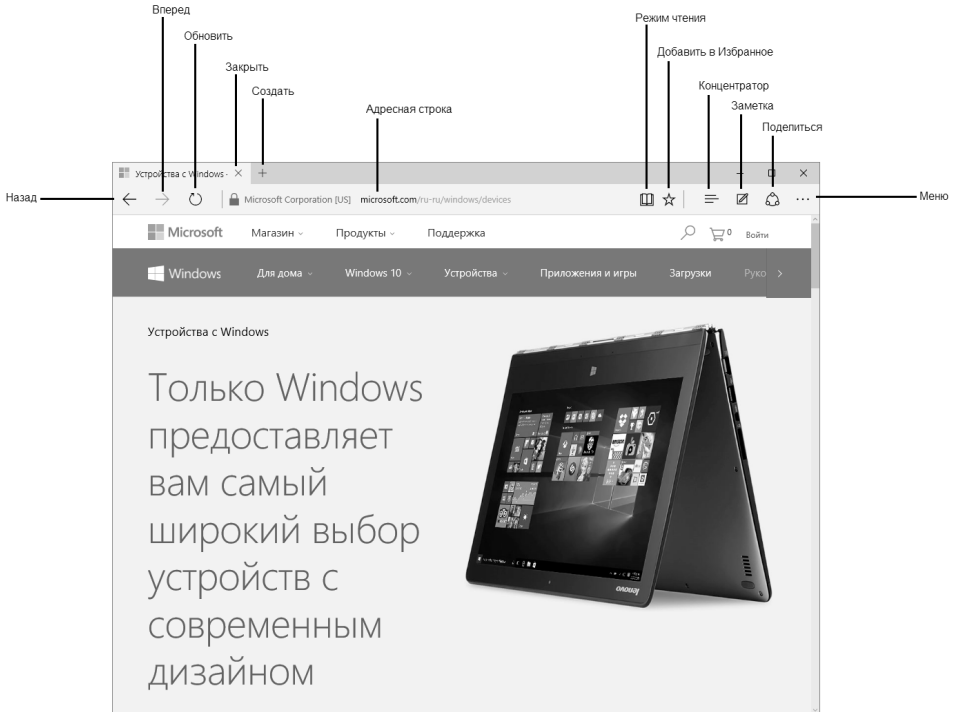 Вперед
Режим чтения
Обновить
Добавить в Избранное
Закрыть
Концентратор
Создать
Адресная строка
Заметка
Поделиться
Устройства с Windows -
Назад
Microsoft Corporation [US] microsoft.com/ru-ru/windows/devices
Меню
Microsoft Магазин Продукты Поддержка 0 Войти
Windows Для дома Windows 10 Устройства Приложения и игры Загрузки Руко
Устройства с Windows
Только Windows
предоставляет
вам самый
широкий выбор
устройств с
современным
дизайном
lenovo